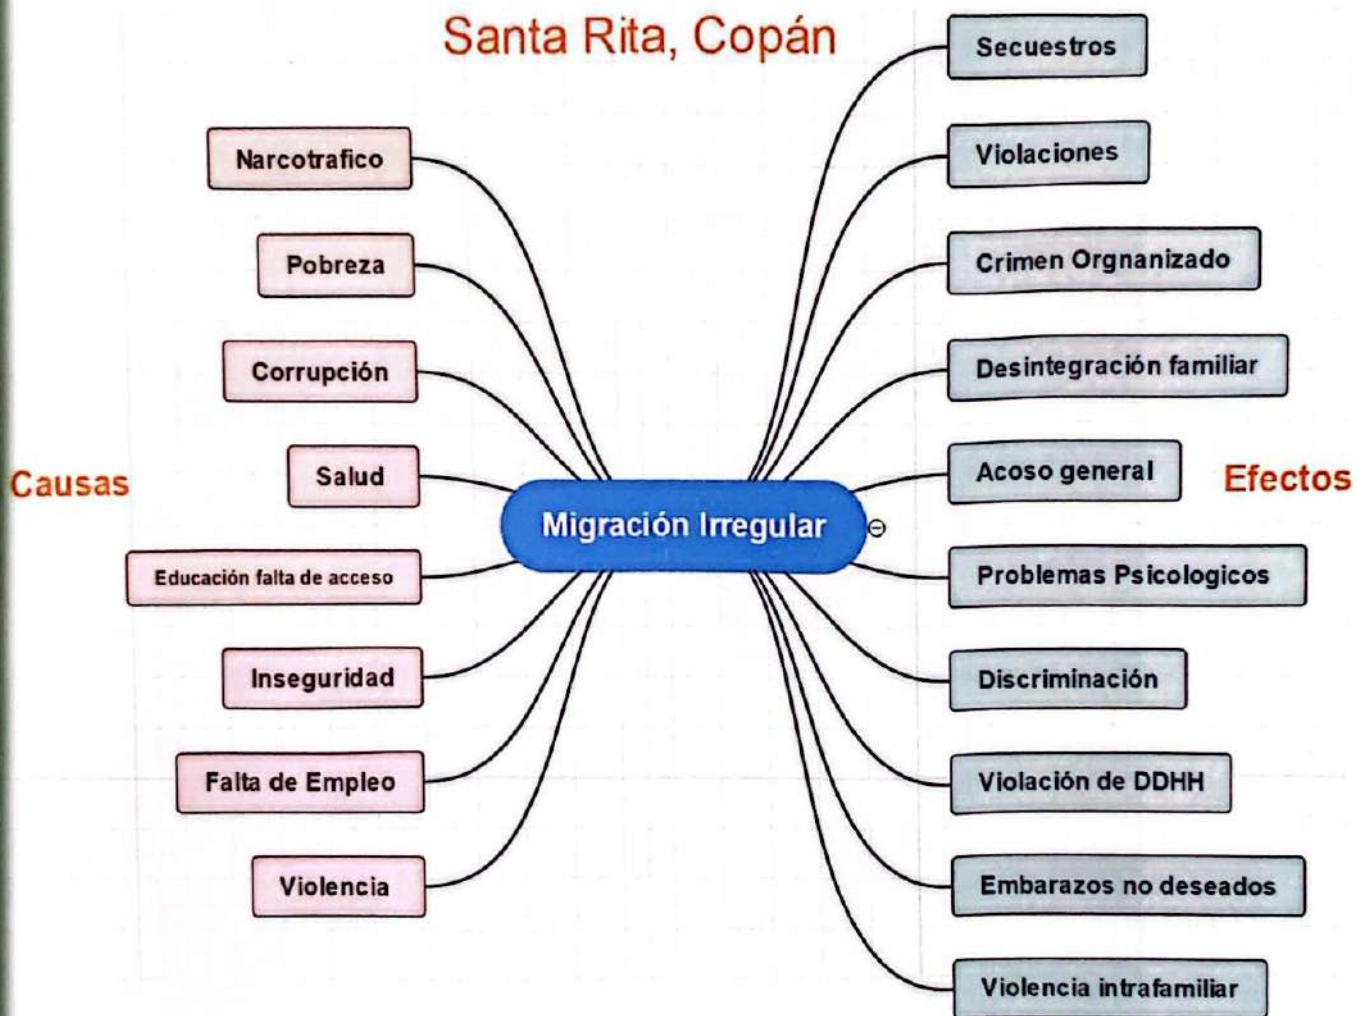 Santa Rita, Copán
Causas
Narcotrafico
Pobreza
Corrupción
Salud
Educación falta de acceso
Inseguridad
Falta de Empleo
Violencia
Migración Irregular
Efectos
Secuestros
Violaciones
Crimen Orgnanizado
Desintegración familiar
Acoso general
Problemas Psicologicos
Discriminación
Violación de DDHH
Embarazos no deseados
Violencia intrafamiliar